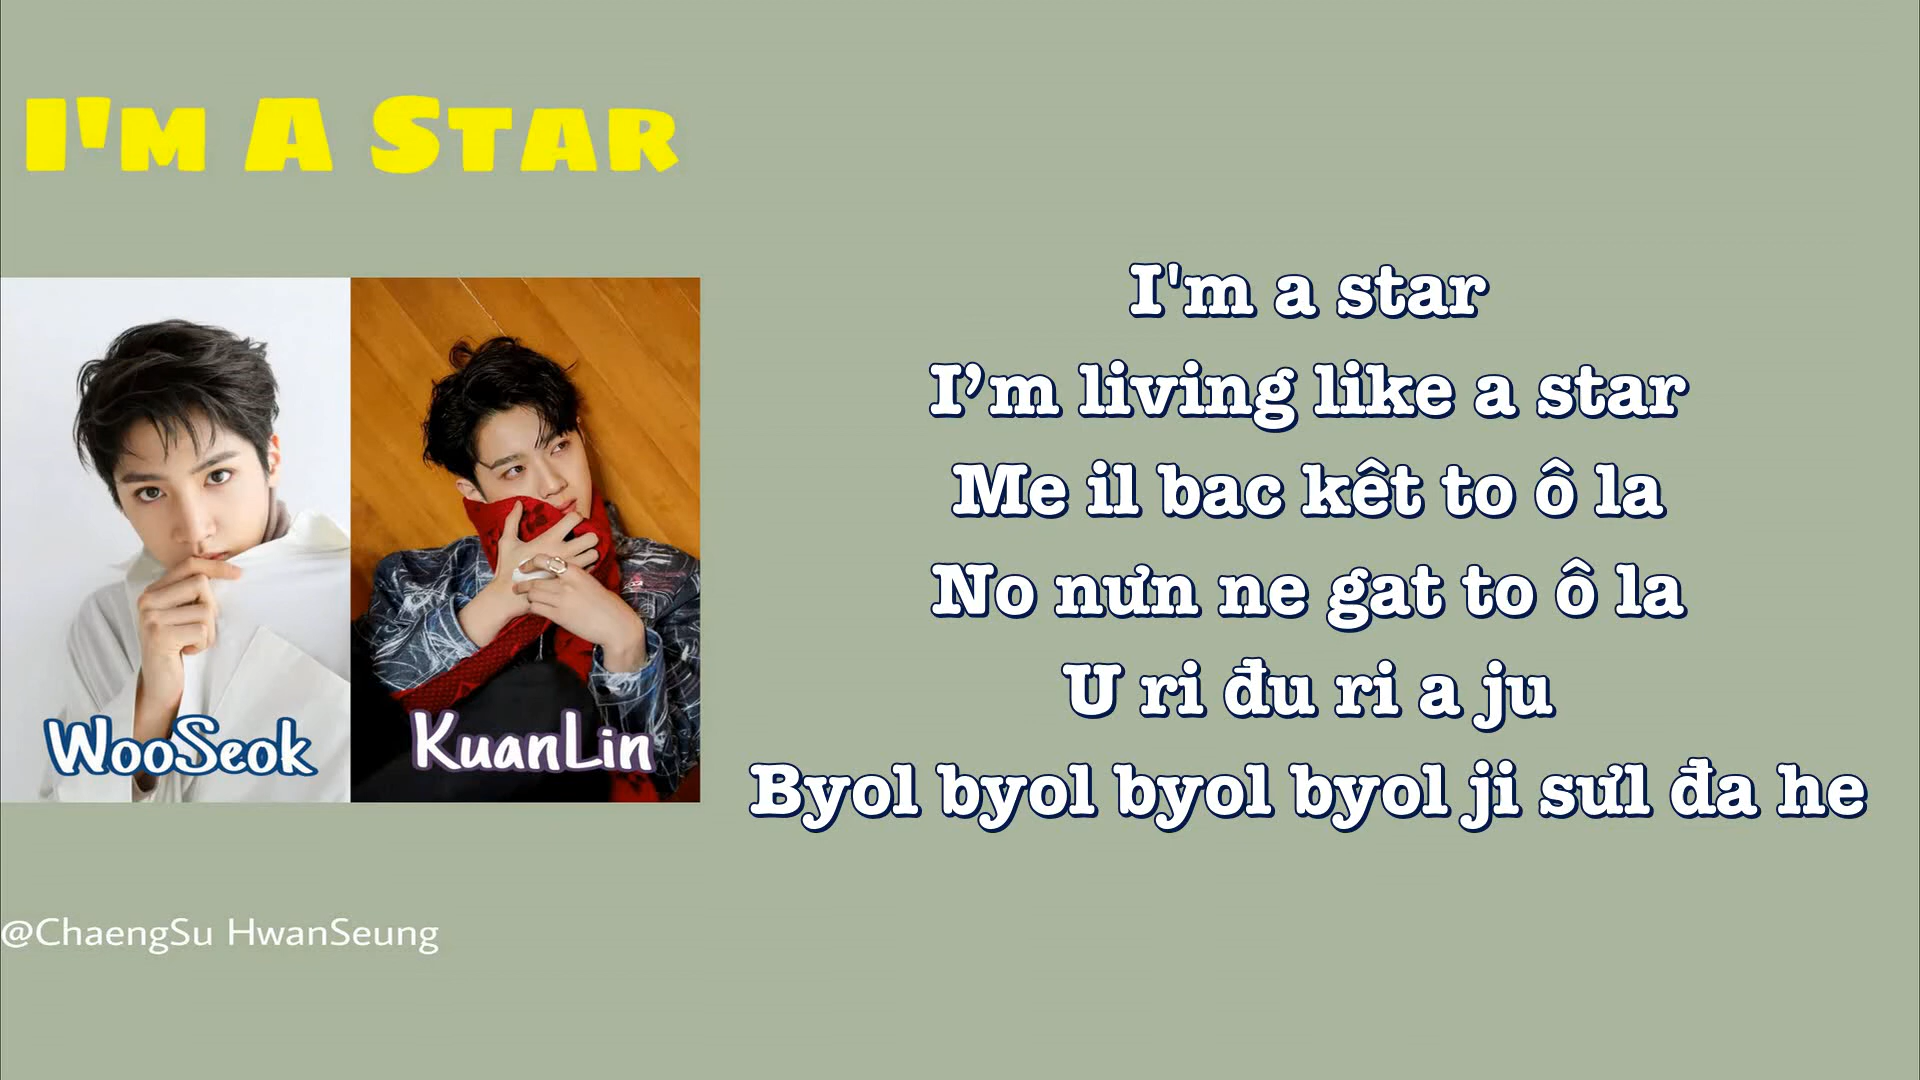 I'm A Star
I'm a star
I’m living like a star
Me il bac kêt to ô la
No nưn ne gat to ô la
U ri đu ri a ju
Byol byol byol byol ji sưl đa he
WooSeok
KuanLin
@ChaengSu HwanSeung